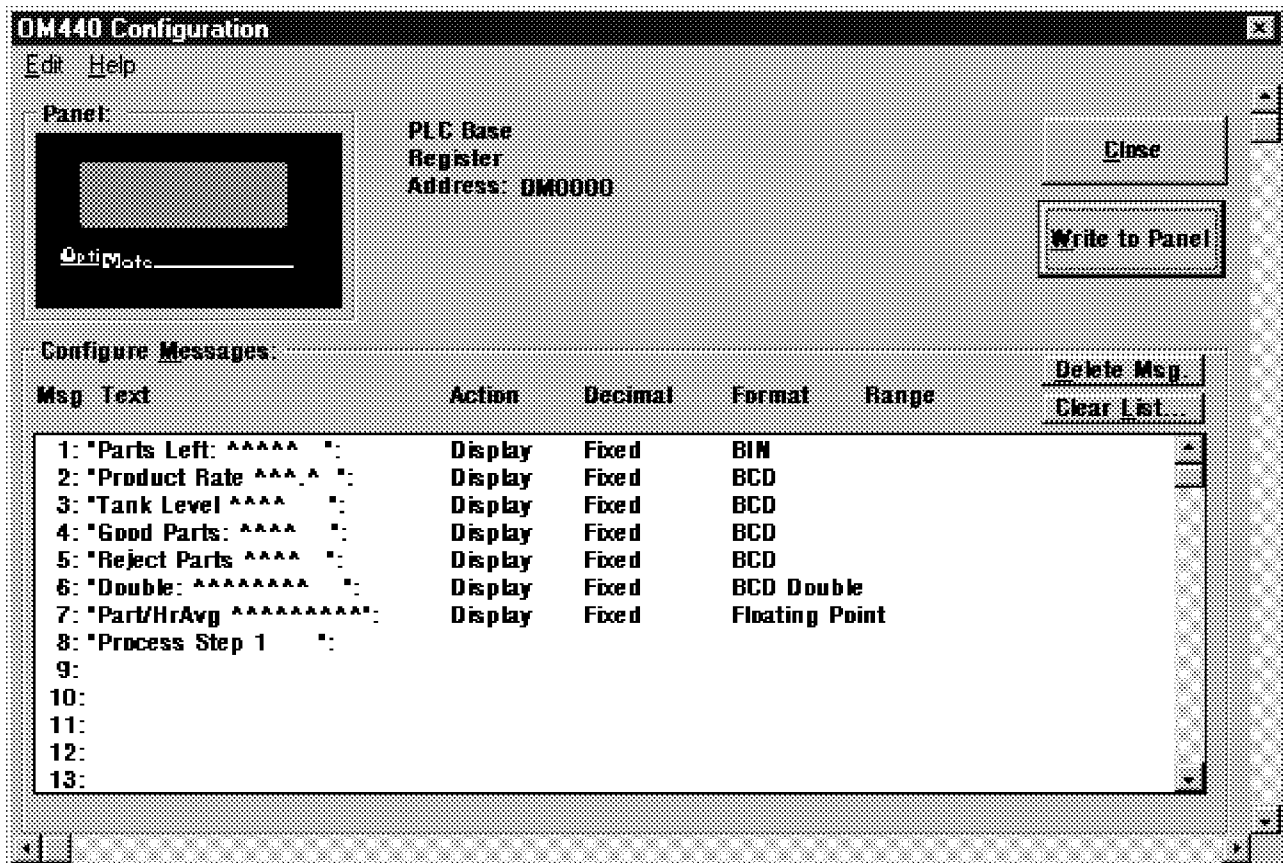 OM440 Configuration
Edit Help
Panel:
OptiMate
PLC Base
Register
Address: DM0000
Close
Write to Panel
Configure Messages:
Delete Msg.
Clear List...
Msg Text Action Decimal Format Range
1: "Parts Left: ^^^^^ ": Display Fixed BIN
2: "Product Rate ^^^.^ ": Display Fixed BCD
3: "Tank Level ^^^^ ": Display Fixed BCD
4: "Good Parts: ^^^^ ": Display Fixed BCD
5: "Reject Parts ^^^^ ": Display Fixed BCD
6: "Double: ^^^^^^^^ ": Display Fixed BCD Double
7: "Part/HrAvg ^^^^^^^^^": Display Fixed Floating Point
8: "Process Step 1 ":
9:
10:
11:
12:
13: